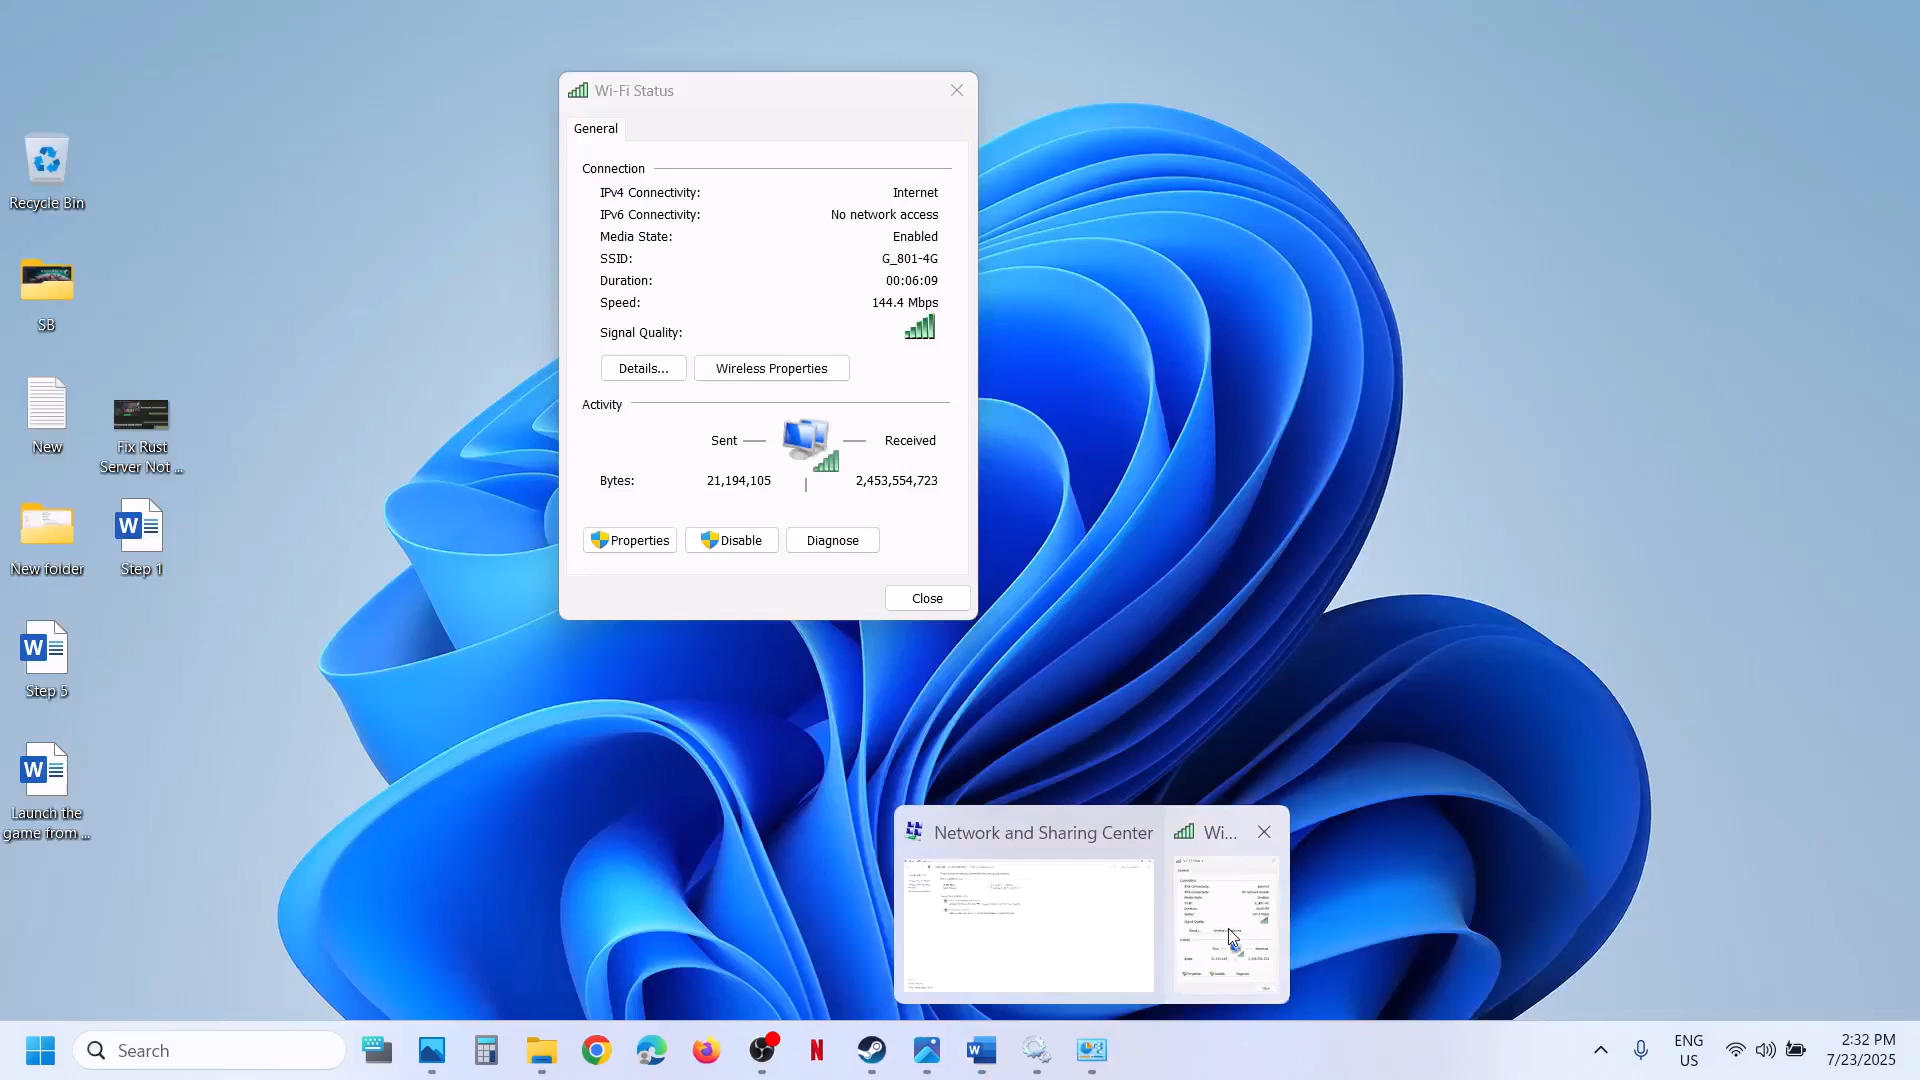 Wi-Fi Status
General
Connection
IPv4 Connectivity: Internet
IPv6 Connectivity: No network access
Media State: Enabled
SSID: G_801-4G
Duration: 00:06:09
Speed: 144.4 Mbps
Signal Quality:
Details... Wireless Properties
Activity
Sent Received
Bytes: 21,194,105 2,453,554,723
Properties Disable Diagnose
Close
Recycle Bin
SB
New
Fix Rust
Server Not ...
New folder
Step 1
Step 5
Launch the
game from ...
Network and Sharing Center Wi...
Search
ENG
US
2:32 PM
7/23/2025